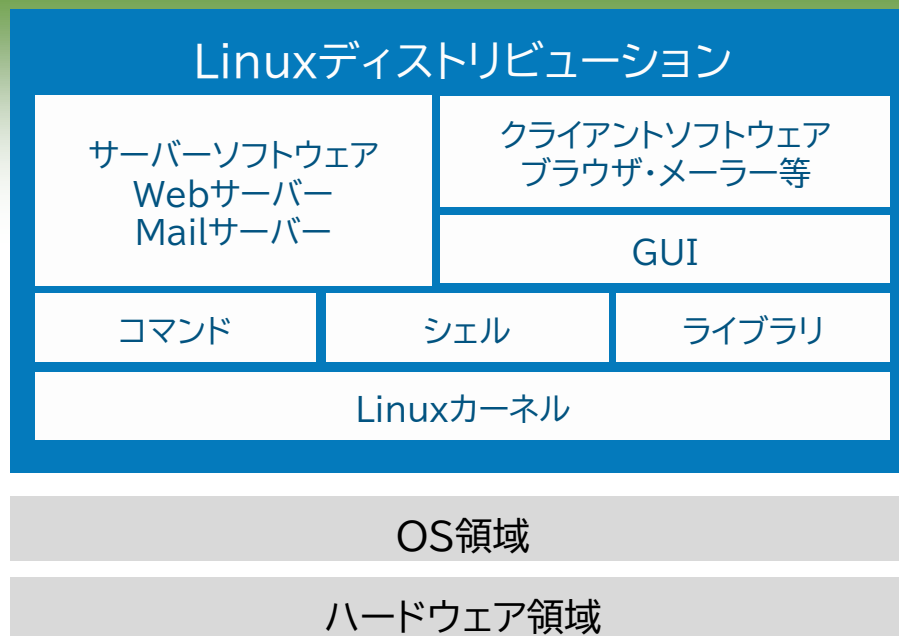 Linuxディストリビューション
サーバーソフトウェア
Webサーバー
Mailサーバー
クライアントソフトウェア
ブラウザ・メーラー等
GUI
コマンド
シェル
ライブラリ
Linuxカーネル
OS領域
ハードウェア領域